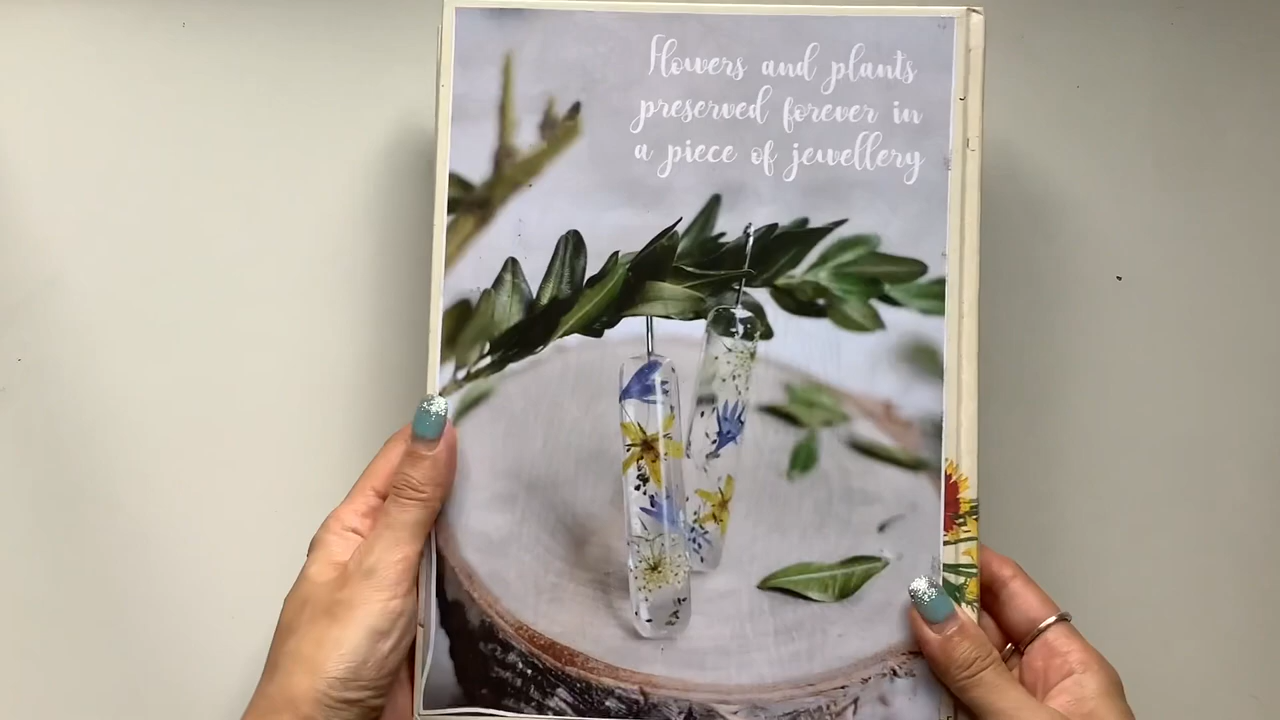 Flowers and plants
preserved forever in
a piece of jewellery